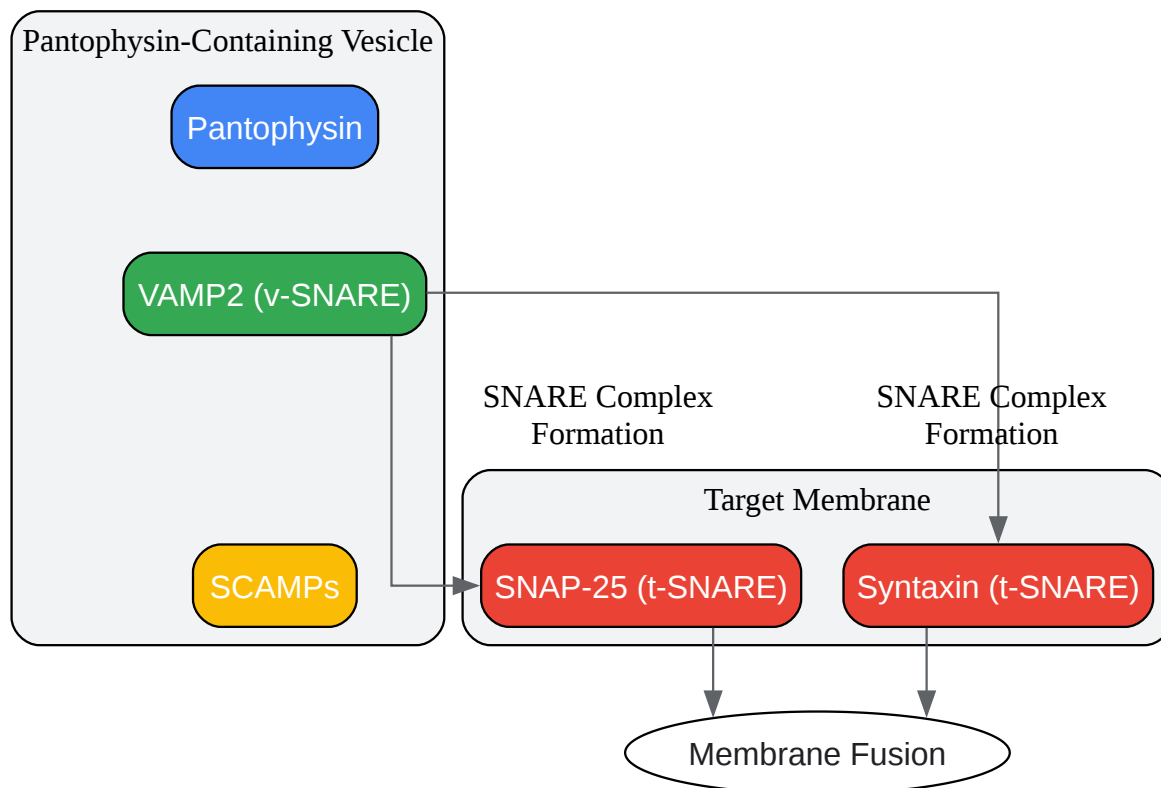 Pantophysin-Containing Vesicle
Pantophysin
VAMP2 (v-SNARE)
SNARE Complex
Formation
SNARE Complex
Formation
Target Membrane
SCAMPs
SNAP-25 (t-SNARE)
Syntaxin (t-SNARE)
Membrane Fusion